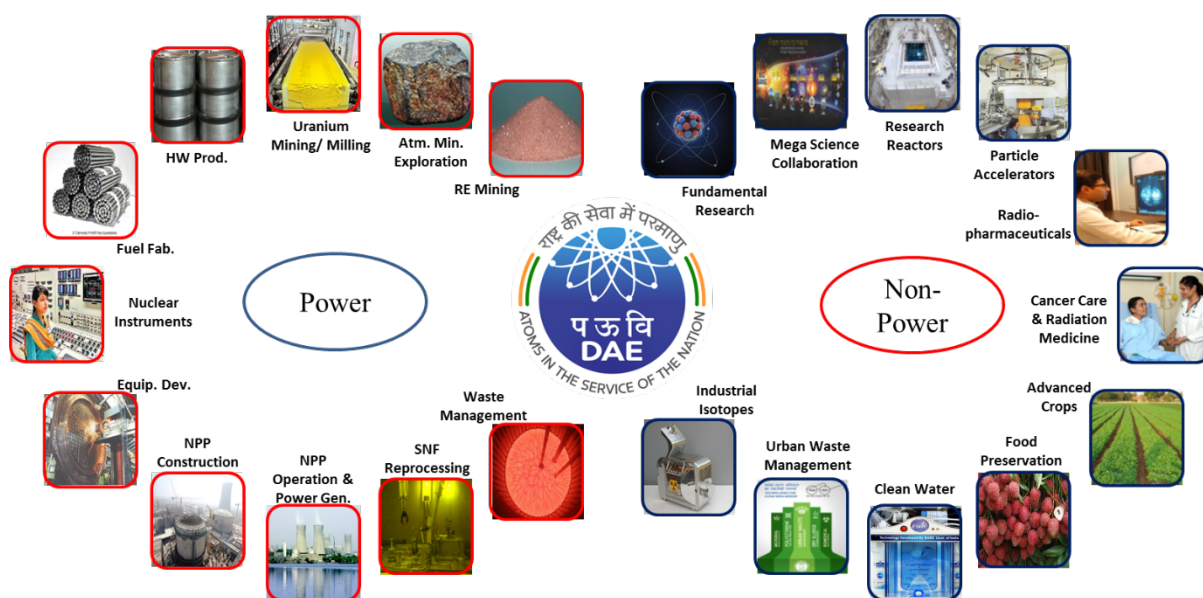 HW Prod.
Uranium
Mining/ Milling
Atm. Min.
Exploration
RE Mining
Fuel Fab.
Nuclear
Instruments
Equip. Dev.
NPP
Construction
NPP
Operation &
Power Gen.
SNF
Reprocessing
Waste
Management
Power
राष्ट्र की सेवा में परमाणु
प ऊ वि
DAE
ATOMS IN THE SERVICE OF THE NATION
Fundamental
Research
Mega Science
Collaboration
Research
Reactors
Particle
Accelerators
Radio-
pharmaceuticals
Non-
Power
Cancer Care
& Radiation
Medicine
Advanced
Crops
Food
Preservation
Clean Water
Urban Waste
Management
Industrial
Isotopes